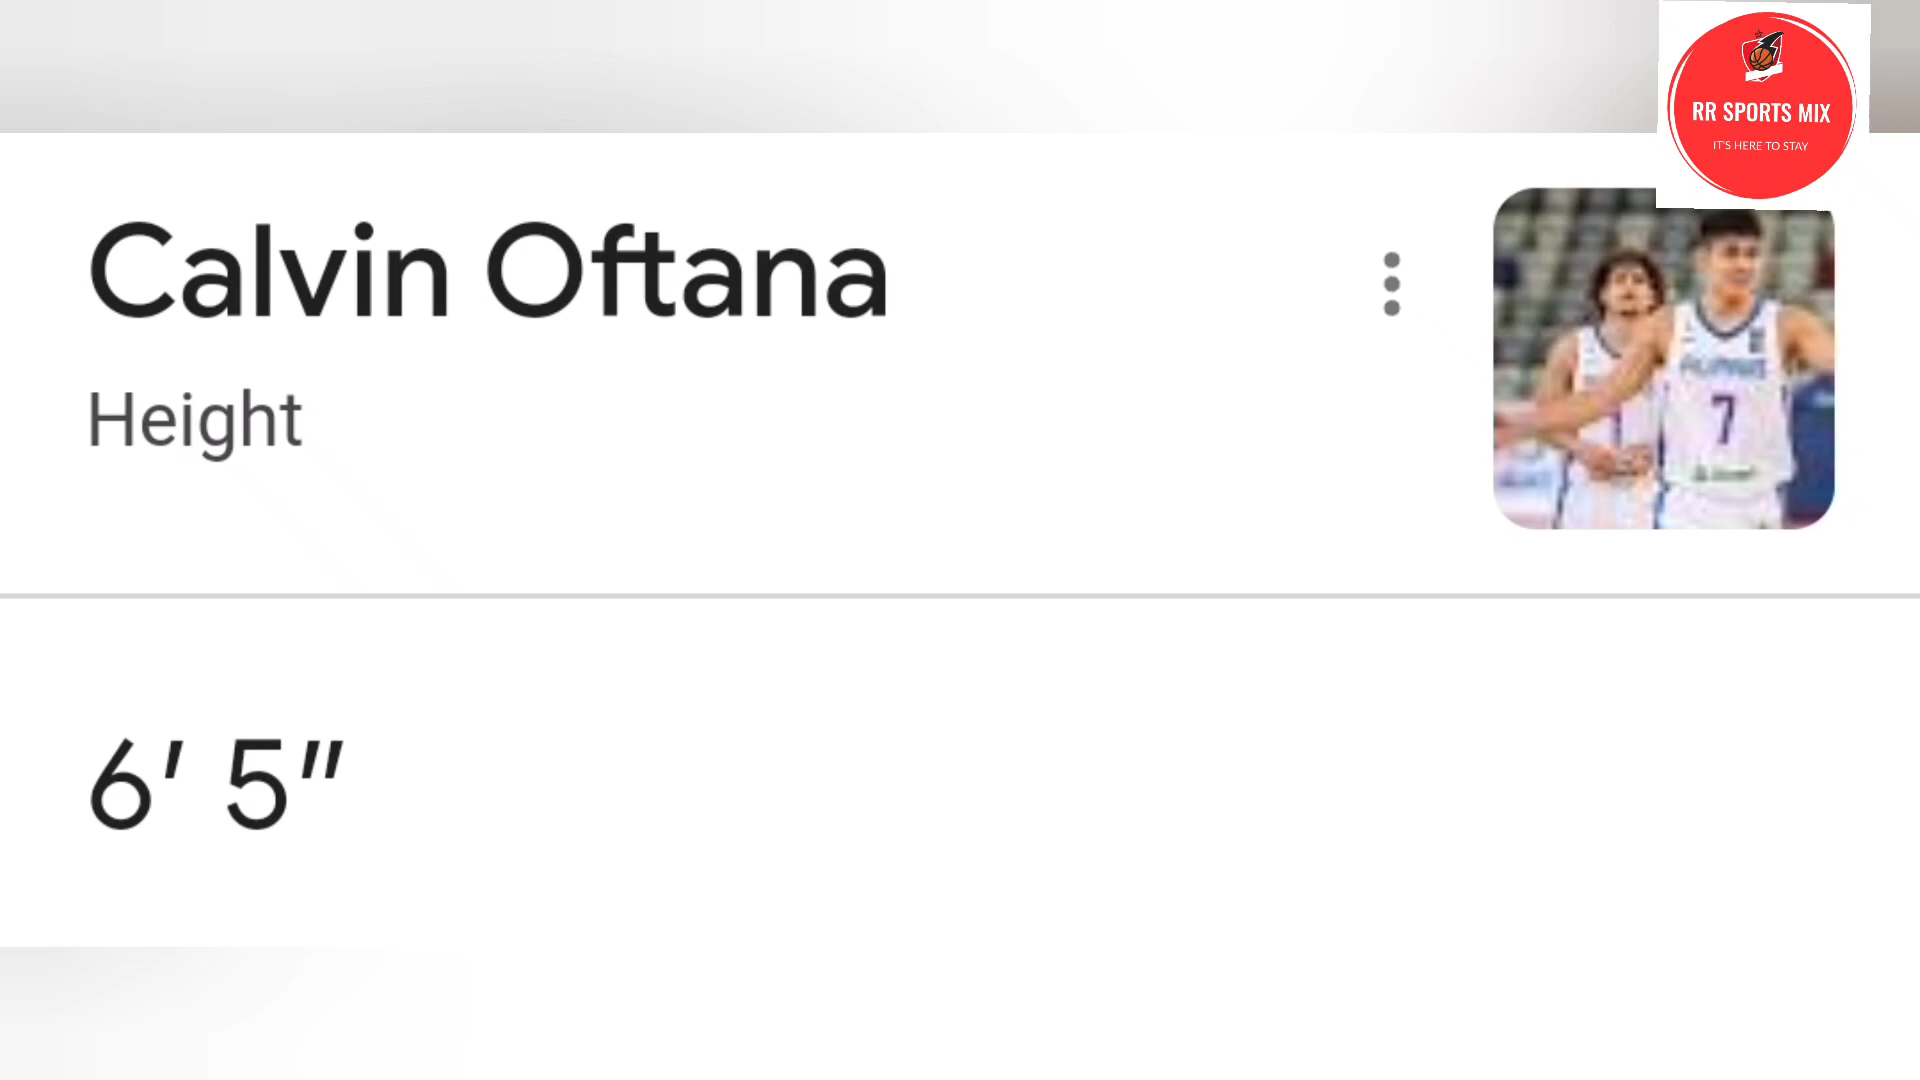 RR SPORTS MIX
IT'S HERE TO STAY
Calvin Oftana
Height
7
6′ 5″